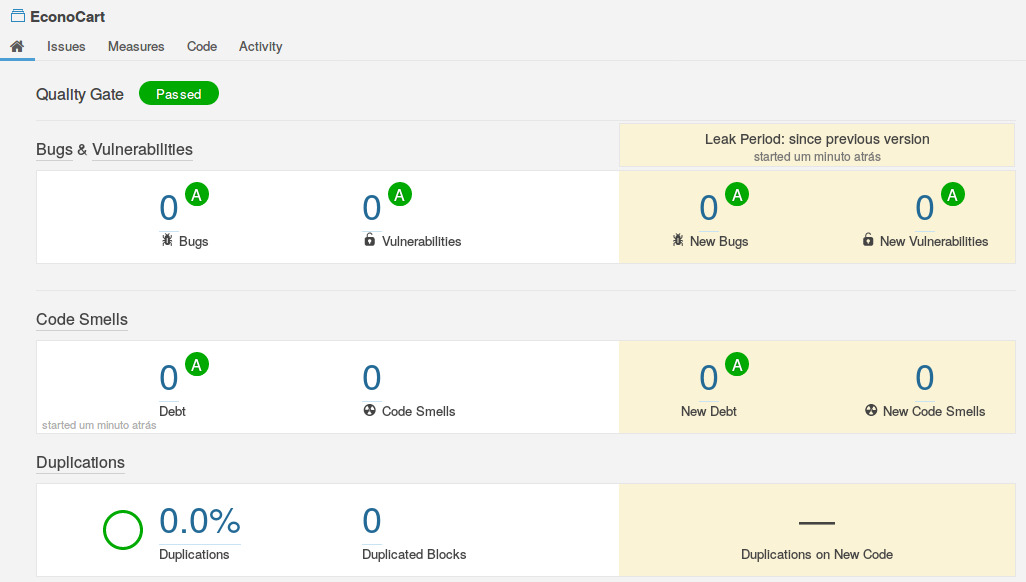 EconoCart
Issues Measures Code Activity
Quality Gate Passed
Leak Period: since previous version
started um minuto atrás
Bugs & Vulnerabilities
0 A 0 A 0 A 0 A
Bugs Vulnerabilities New Bugs New Vulnerabilities
Code Smells
0 A 0 0 A 0
Debt Code Smells New Debt New Code Smells
started um minuto atrás
Duplications
0.0% 0 —
Duplications Duplicated Blocks Duplications on New Code